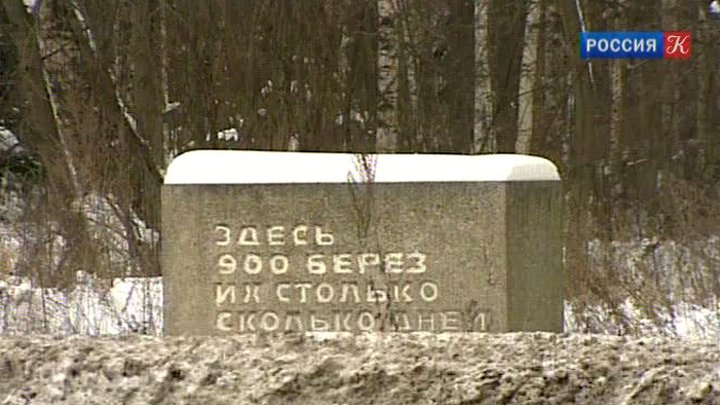 РОССИЯ К
ЗДЕСЬ
900 БЕРЕЗ
ИХ СТОЛЬКО
СКОЛЬКО ДНЕЙ